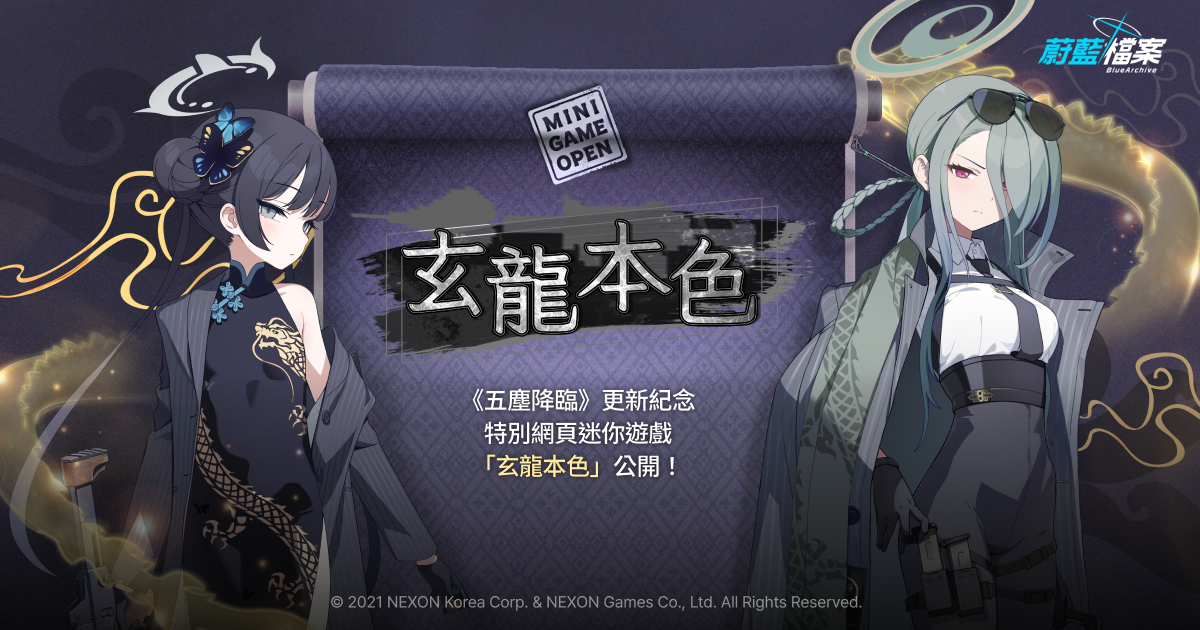 蔚藍檔案
BlueArchive
MINI
GAME
OPEN
玄龍本色
《五塵降臨》更新紀念
特別網頁迷你遊戲
「玄龍本色」公開！
© 2021 NEXON Korea Corp. & NEXON Games Co., Ltd. All Rights Reserved.